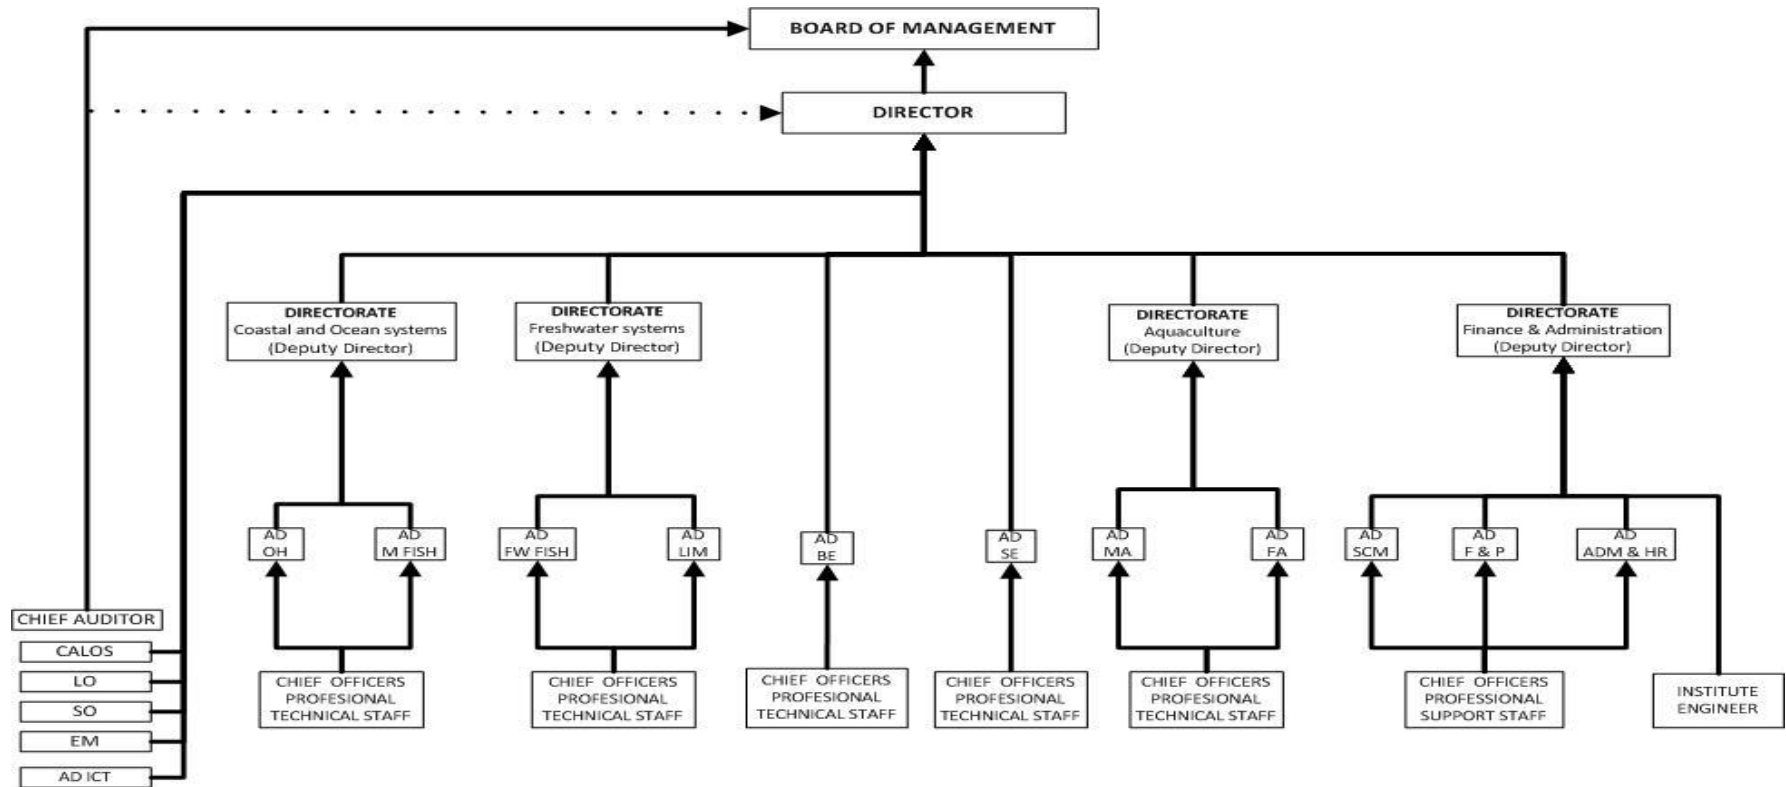 BOARD OF MANAGEMENT
DIRECTOR
DIRECTORATE
Coastal and Ocean systems
(Deputy Director)
DIRECTORATE
Freshwater systems
(Deputy Director)
DIRECTORATE
Aquaculture
(Deputy Director)
DIRECTORATE
Finance & Administration
(Deputy Director)
AD
OH
AD
M FISH
AD
FW FISH
AD
LIM
AD
BE
AD
SE
AD
MA
AD
FA
AD
SCM
AD
F & P
AD
ADM & HR
CHIEF AUDITOR
CALOS
LO
SO
EM
AD ICT
CHIEF OFFICERS
PROFESIONAL
TECHNICAL STAFF
CHIEF OFFICERS
PROFESIONAL
TECHNICAL STAFF
CHIEF OFFICERS
PROFESIONAL
TECHNICAL STAFF
CHIEF OFFICERS
PROFESIONAL
TECHNICAL STAFF
CHIEF OFFICERS
PROFESIONAL
TECHNICAL STAFF
CHIEF OFFICERS
PROFESSIONAL
SUPPORT STAFF
INSTITUTE
ENGINEER